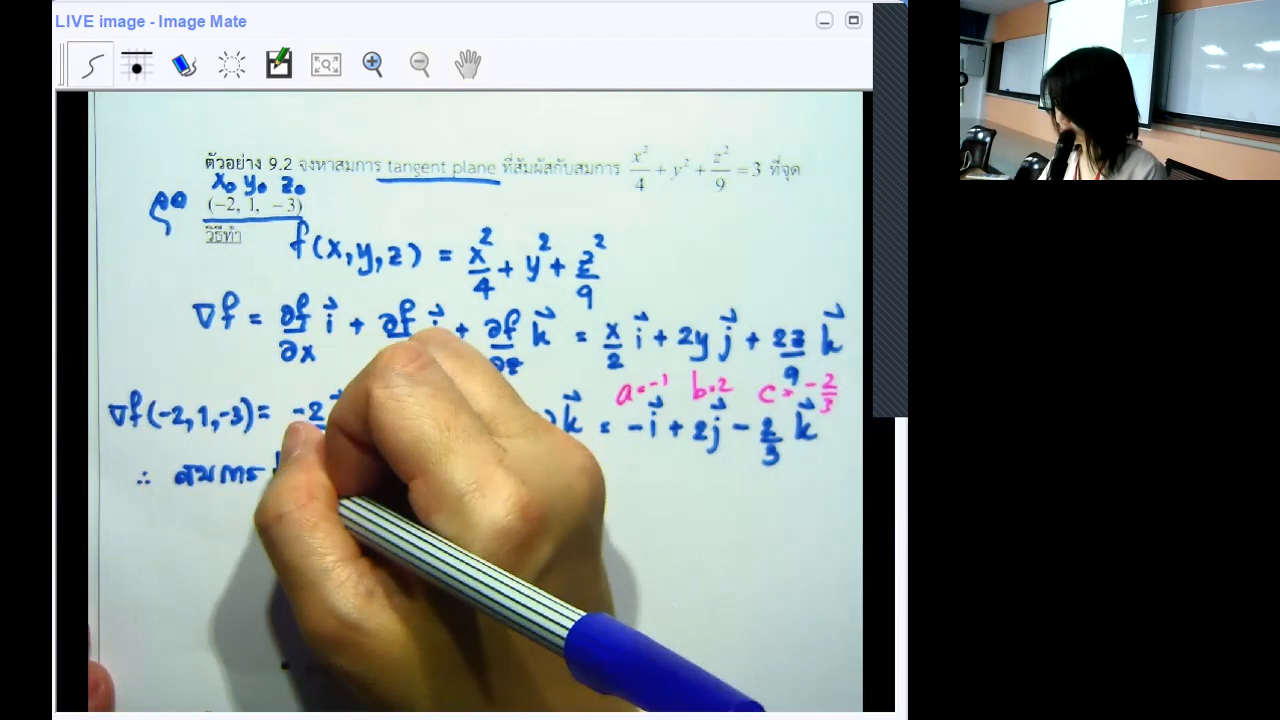 LIVE image - Image Mate
ตัวอย่าง 9.2 จงหาสมการ tangent plane ที่สัมผัสกับสมการ x²/4 + y² + z²/9 = 3 ที่จุด
x₀ y₀ z₀
(−2, 1, −3)
วิธีทำ
f(x,y,z) = x²/4 + y² + z²/9
∇f = ∂f/∂x i⃗ + ∂f + ∂f/∂z k⃗ = x/2 i⃗ + 2y j⃗ + 2z/9 k⃗
a=-1 b=2 c=-2/3
∇f(-2,1,-3) = -2 k⃗ = -i⃗ + 2j⃗ - 2/3 k⃗
∴ สมการ